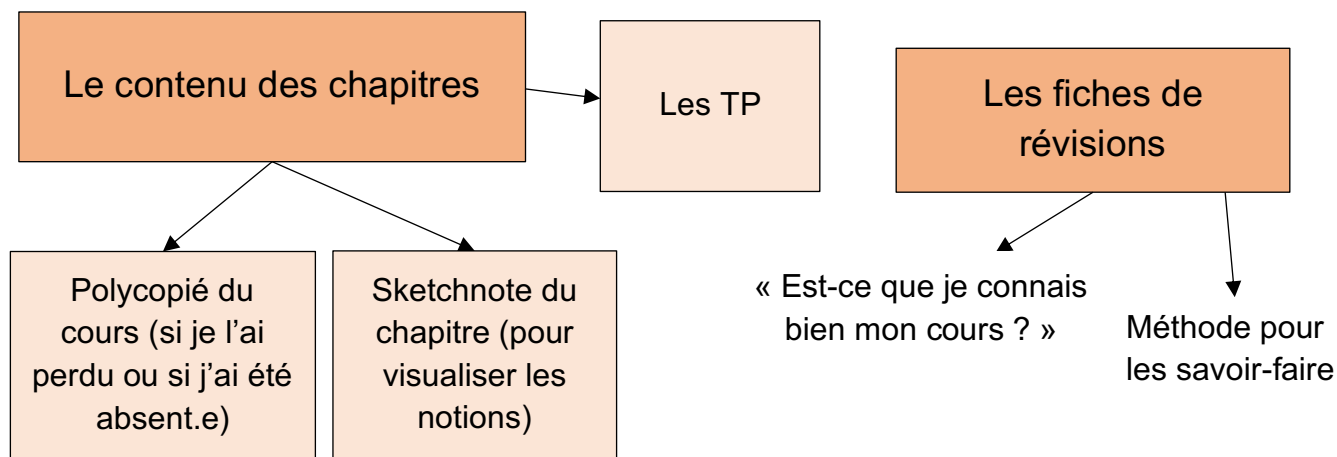 Le contenu des chapitres
Les TP
Les fiches de
révisions
Polycopié du
cours (si je l’ai
perdu ou si j’ai été
absent.e)
Sketchnote du
chapitre (pour
visualiser les
notions)
« Est-ce que je connais
bien mon cours ? »
Méthode pour
les savoir-faire